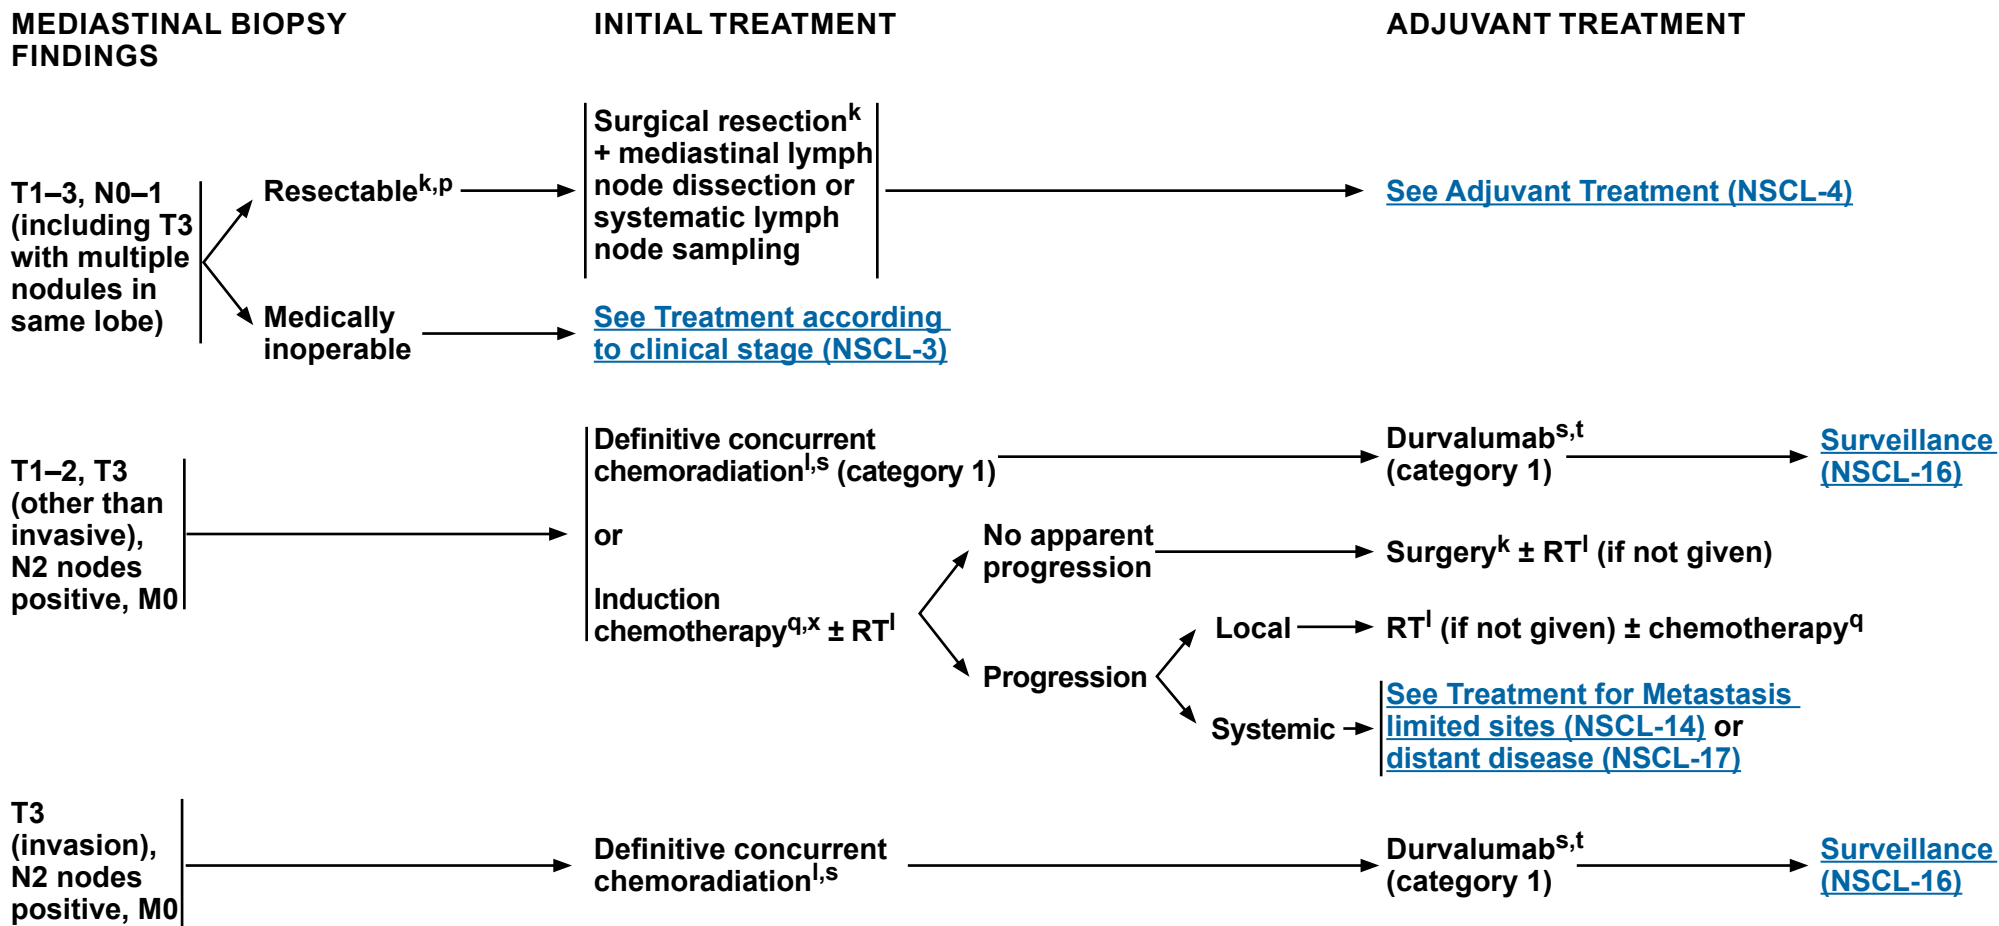 MEDIASTINAL BIOPSY
FINDINGS
INITIAL TREATMENT
ADJUVANT TREATMENT
T1–3, N0–1
(including T3
with multiple
nodules in
same lobe)
Resectablek,p
Surgical resectionk
+ mediastinal lymph
node dissection or
systematic lymph
node sampling
See Adjuvant Treatment (NSCL-4)
Medically
inoperable
See Treatment according
to clinical stage (NSCL-3)
T1–2, T3
(other than
invasive),
N2 nodes
positive, M0
Definitive concurrent
chemoradiationl,s (category 1)
Durvalumabs,t
(category 1)
Surveillance
(NSCL-16)
or
Induction
chemotherapyq,x ± RTl
No apparent
progression
Surgeryk ± RTl (if not given)
Progression
Local
RTl (if not given) ± chemotherapyq
Systemic
See Treatment for Metastasis
limited sites (NSCL-14) or
distant disease (NSCL-17)
T3
(invasion),
N2 nodes
positive, M0
Definitive concurrent
chemoradiationl,s
Durvalumabs,t
(category 1)
Surveillance
(NSCL-16)